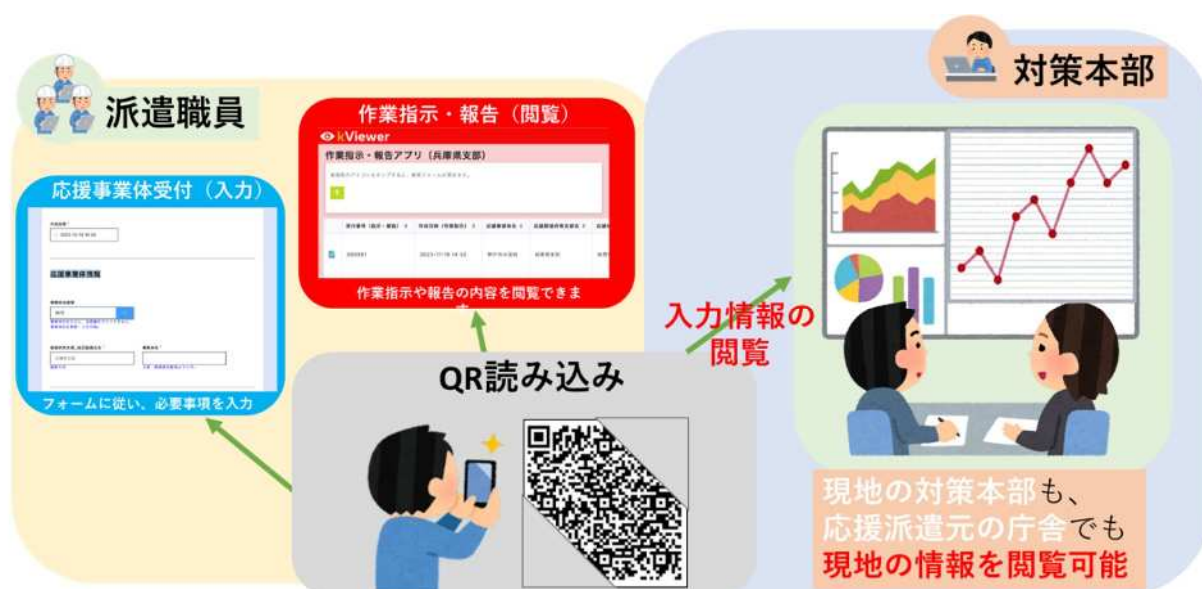 派遣職員
応援事業体受付（入力）
応援事業体情報
フォームに従い、必要事項を入力
作業指示・報告（閲覧）
kViewer
作業指示・報告アプリ（兵庫県支部）
作業指示や報告の内容を閲覧できます
QR読み込み
入力情報の
閲覧
対策本部
現地の対策本部も、
応援派遣元の庁舎でも
現地の情報を閲覧可能